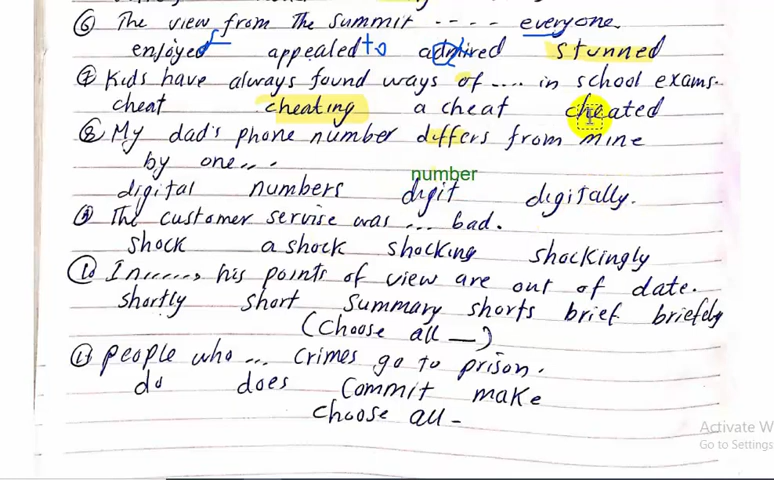 ⑥ The view from The summit .... everyone.
enjoyed appealed to admired stunned
⑦ Kids have always found ways of .... in school exams..
cheat cheating a cheat cheated
⑧ My dad's phone number differs from mine
by one....
number
digital numbers digit digitally.
⑨ The customer servise was ... bad.
shock a shock shocking shockingly
⑩ In......, his points of view are out of date.
shortly short summary shorts brief briefely
(choose all —)
⑪ people who ... crimes go to prison.
do does commit make
choose all -
Activate W
Go to Settings